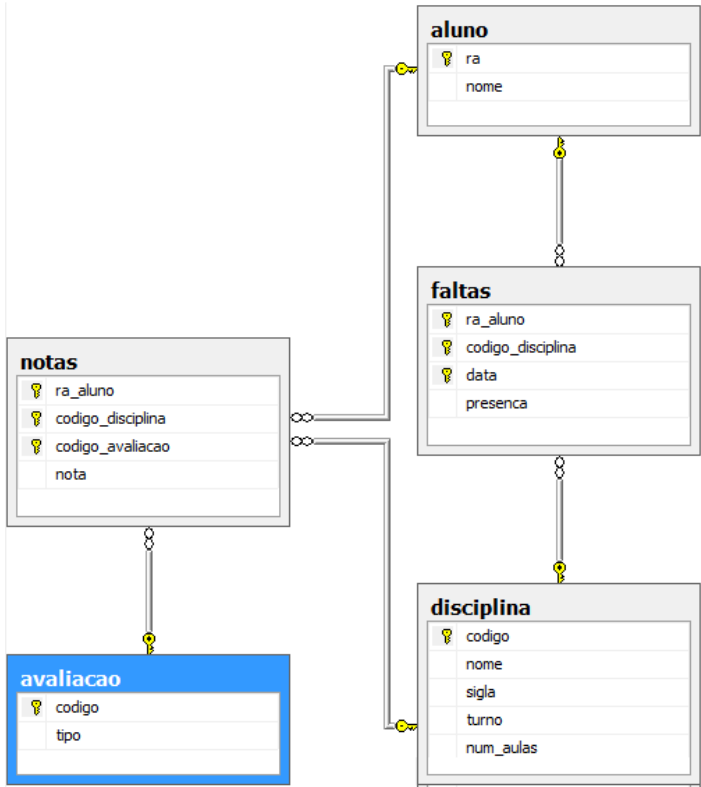 aluno
ra
nome
faltas
ra_aluno
codigo_disciplina
data
presenca
notas
ra_aluno
codigo_disciplina
codigo_avaliacao
nota
disciplina
codigo
nome
sigla
turno
num_aulas
avaliacao
codigo
tipo